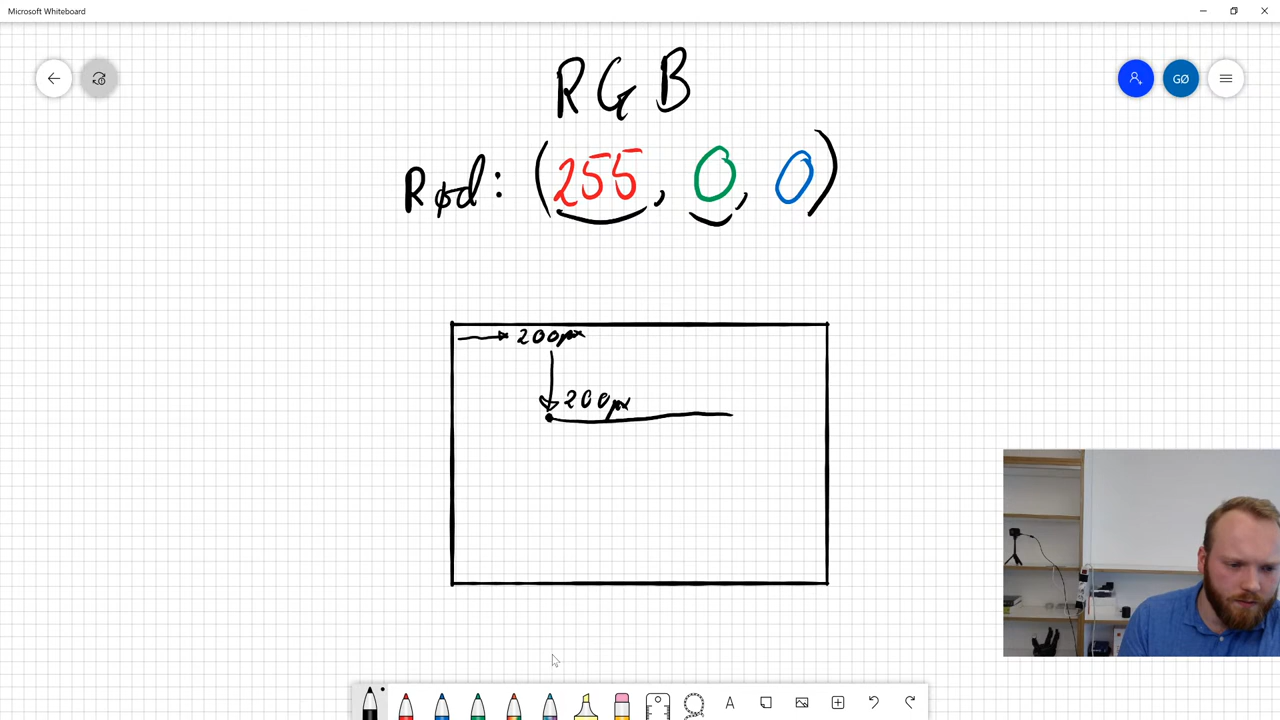 Microsoft Whiteboard
RGB
GØ
Rød: (255, 0, 0)
200px
200px
A